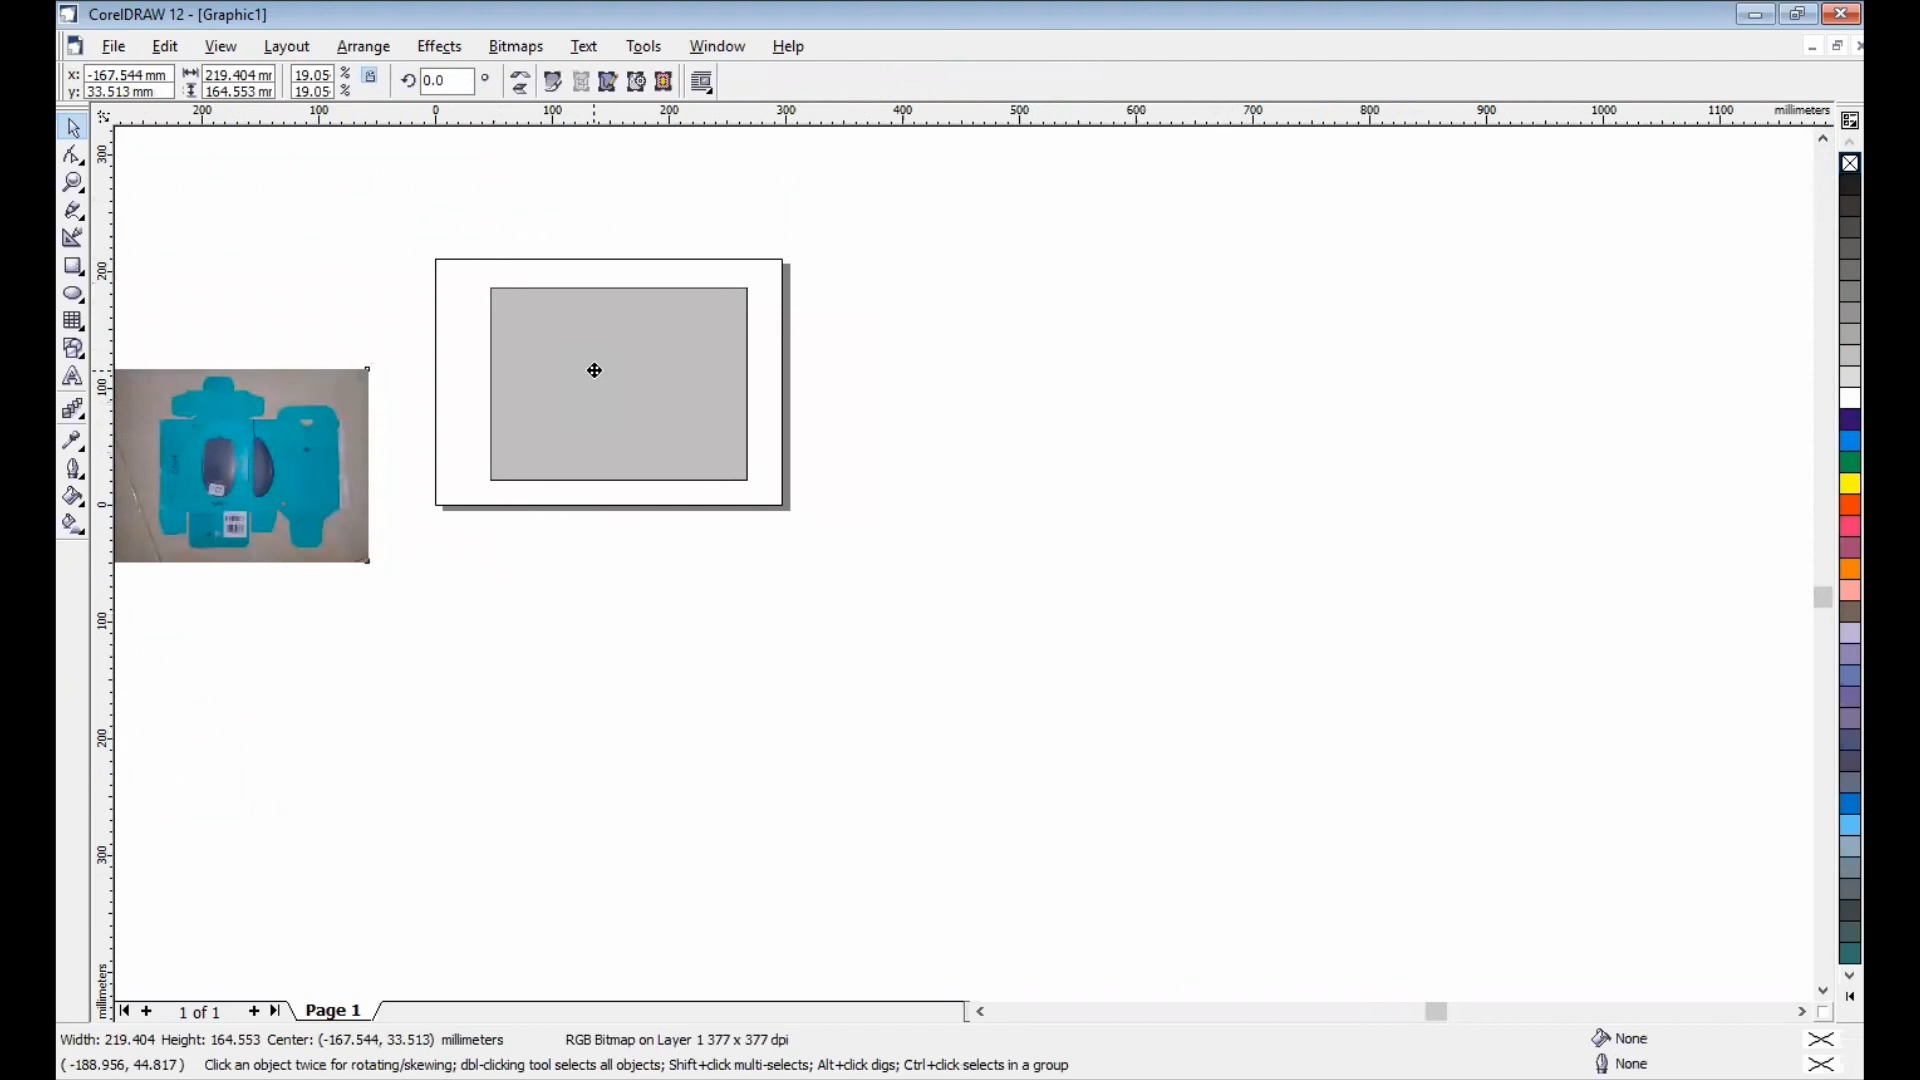 CorelDRAW 12 - [Graphic1]
File Edit View Layout Arrange Effects Bitmaps Text Tools Window Help
x: -167.544 mm 219.404 mr 19.05 % 0.0 °
y: 33.513 mm 164.553 mr 19.05 %
200 100 0 100 200 300 400 500 600 700 800 900 1000 1100 millimeters
300
200
100
0
100
200
300
millimeters
1 of 1 Page 1
Width: 219.404 Height: 164.553 Center: (-167.544, 33.513) millimeters RGB Bitmap on Layer 1 377 x 377 dpi None
( -188.956, 44.817 ) Click an object twice for rotating/skewing; dbl-clicking tool selects all objects; Shift+click multi-selects; Alt+click digs; Ctrl+click selects in a group None